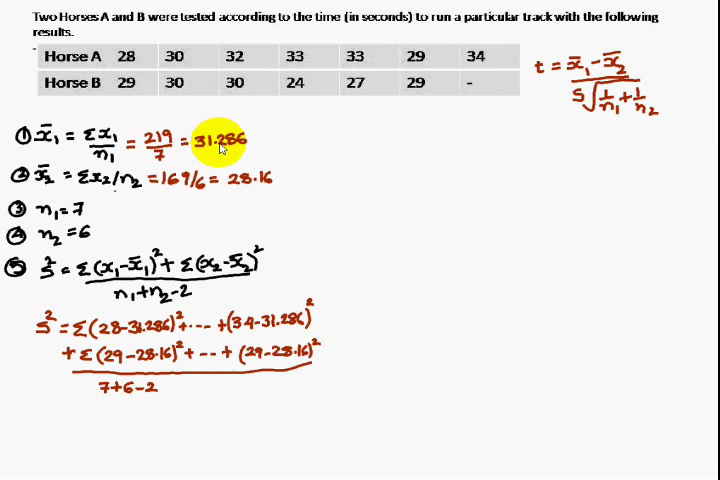 Two Horses A and B were tested according to the time (in seconds) to run a particular track with the following
results.
Horse A 28 30 32 33 33 29 34
Horse B 29 30 30 24 27 29 -
t = x̄₁ - x̄₂ / S√(1/n₁ + 1/n₂)
① x̄₁ = Σx₁/n₁ = 219/7 = 31.286
② x̄₂ = Σx₂/n₂ = 169/6 = 28.16
③ n₁ = 7
④ n₂ = 6
⑤ S² = Σ(x₁-x̄₁)² + Σ(x₂-x̄₂)² / n₁+n₂-2
S² = Σ(28-31.286)² + --- + (34-31.286)²
+ Σ(29-28.16)² + --- + (29-28.16)²
7+6-2